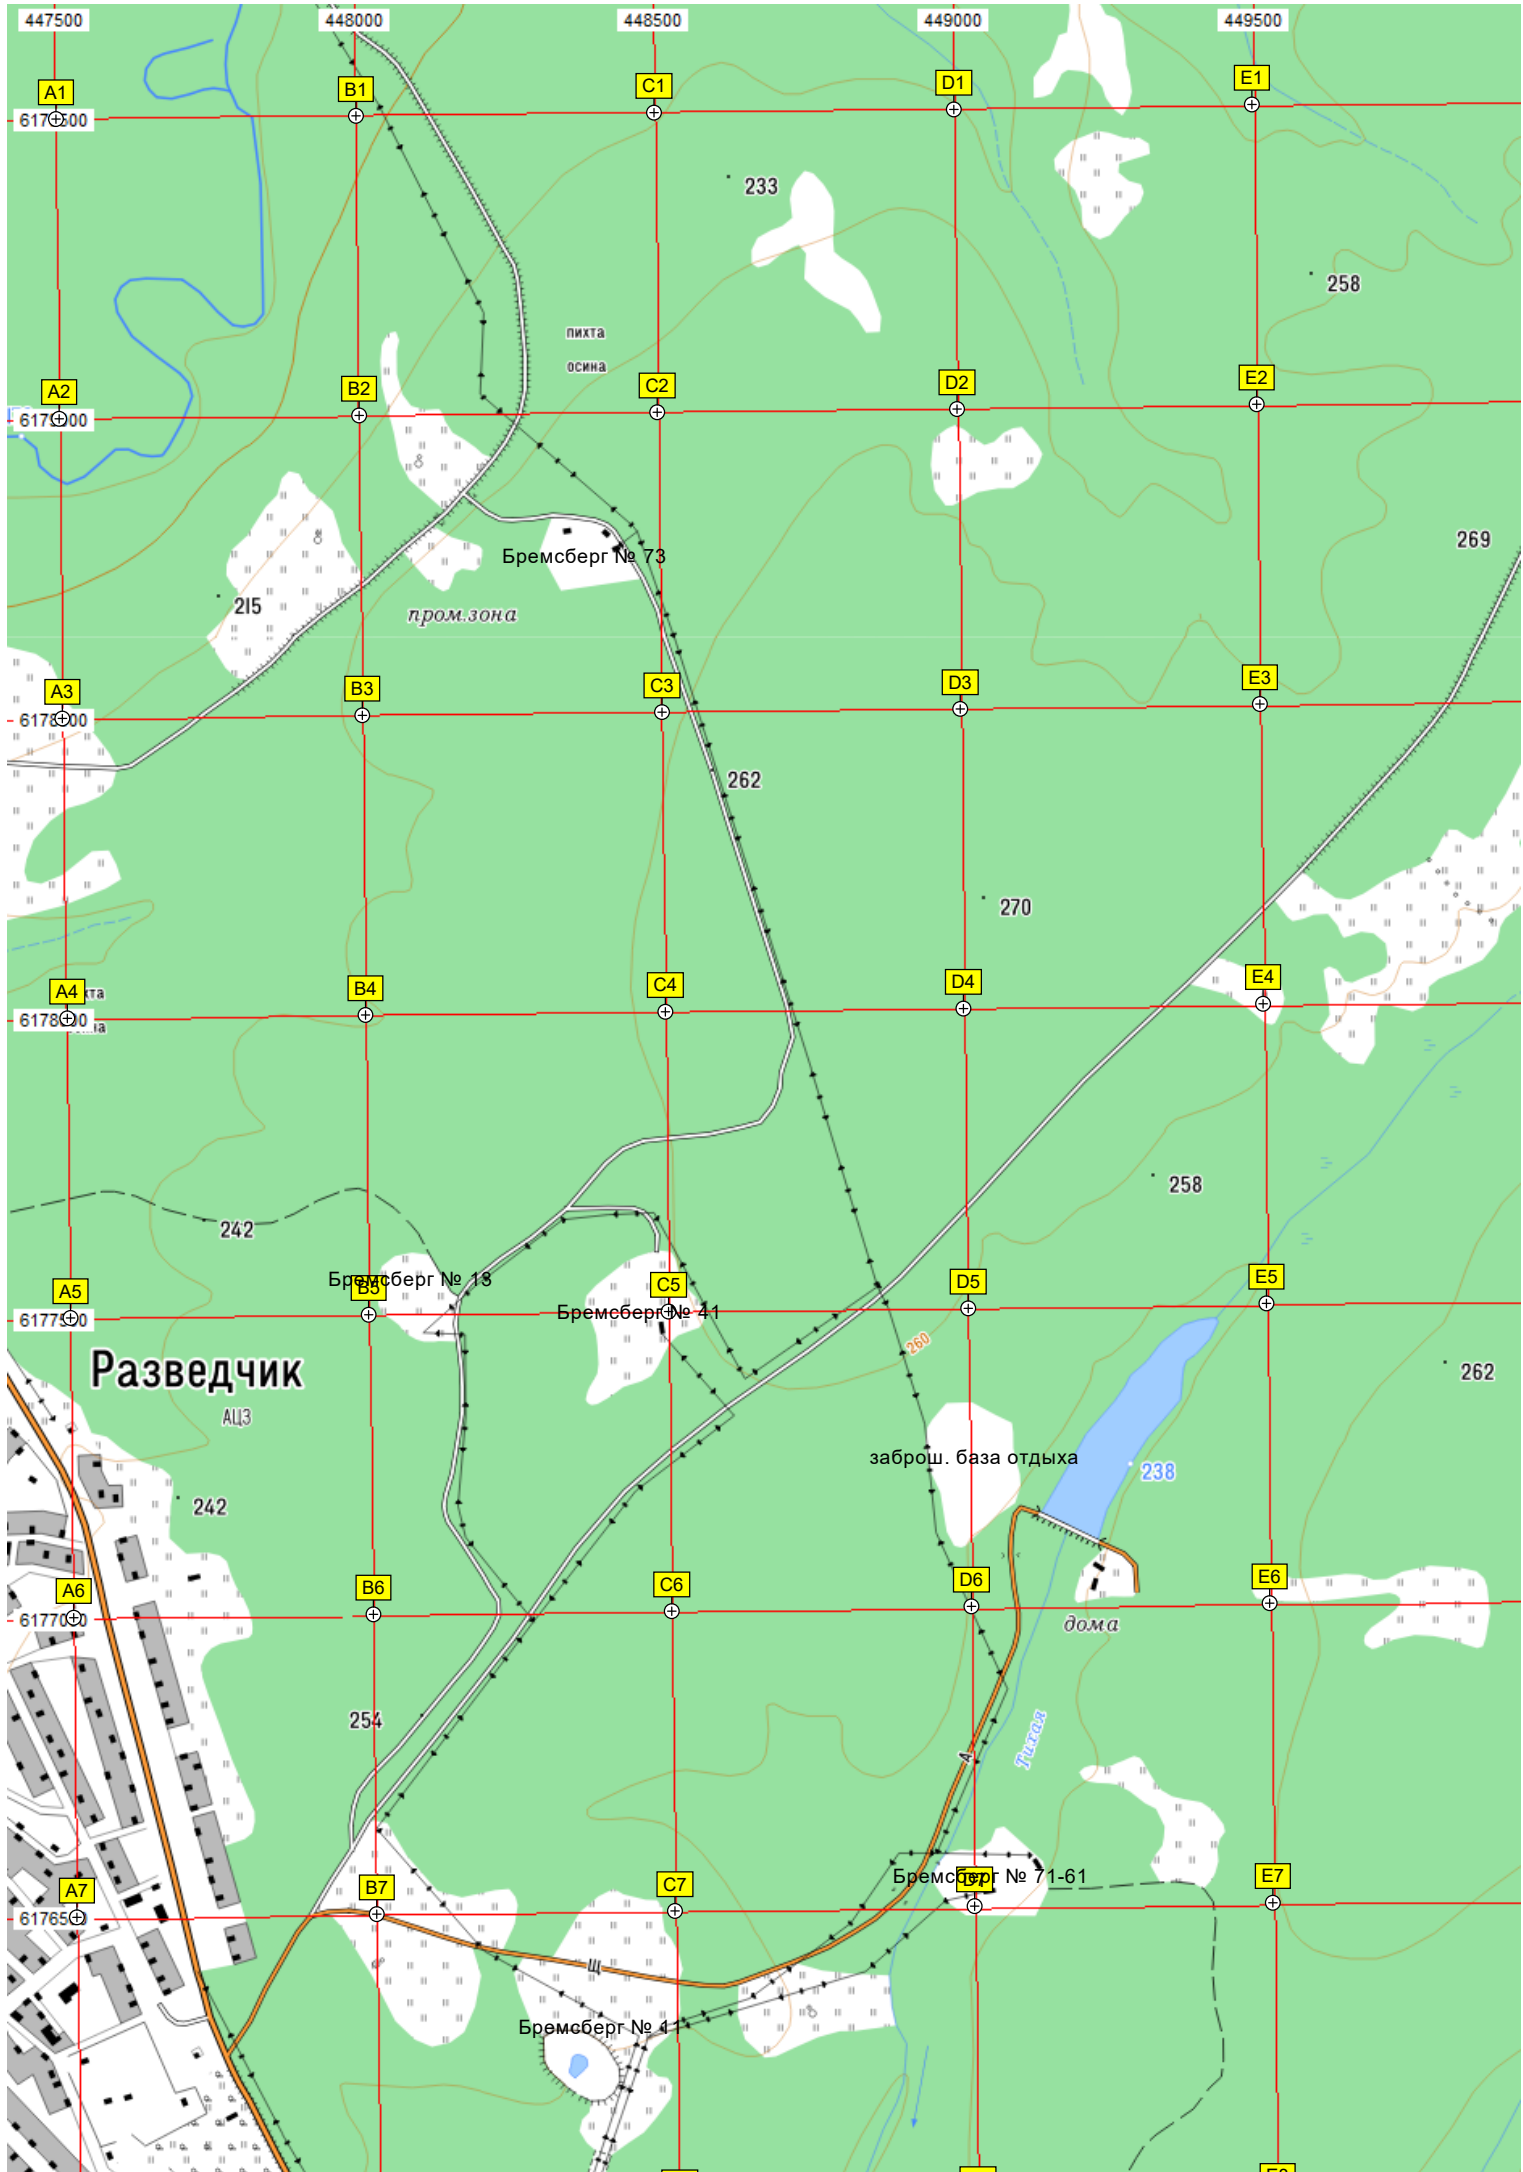 447500 448000 448500 449000 449500
A1 B1 C1 D1 E1
233
258
пихта
осина
A2 B2 C2 D2 E2
269
Бремсберг № 73
215
пром.зона
A3 B3 C3 D3 E3
262
270
A4 B4 C4 D4 E4
258
242
Бремсберг № 13
A5 B5 C5 D5 E5
Бремсберг № 41
260
Разведчик
262
АЦЗ
заброш. база отдыха
238
242
A6 B6 C6 D6 E6
дома
254
Тихая
А
Бремсберг № 71-61
A7 B7 C7 D7 E7
Щ
Бремсберг № 11